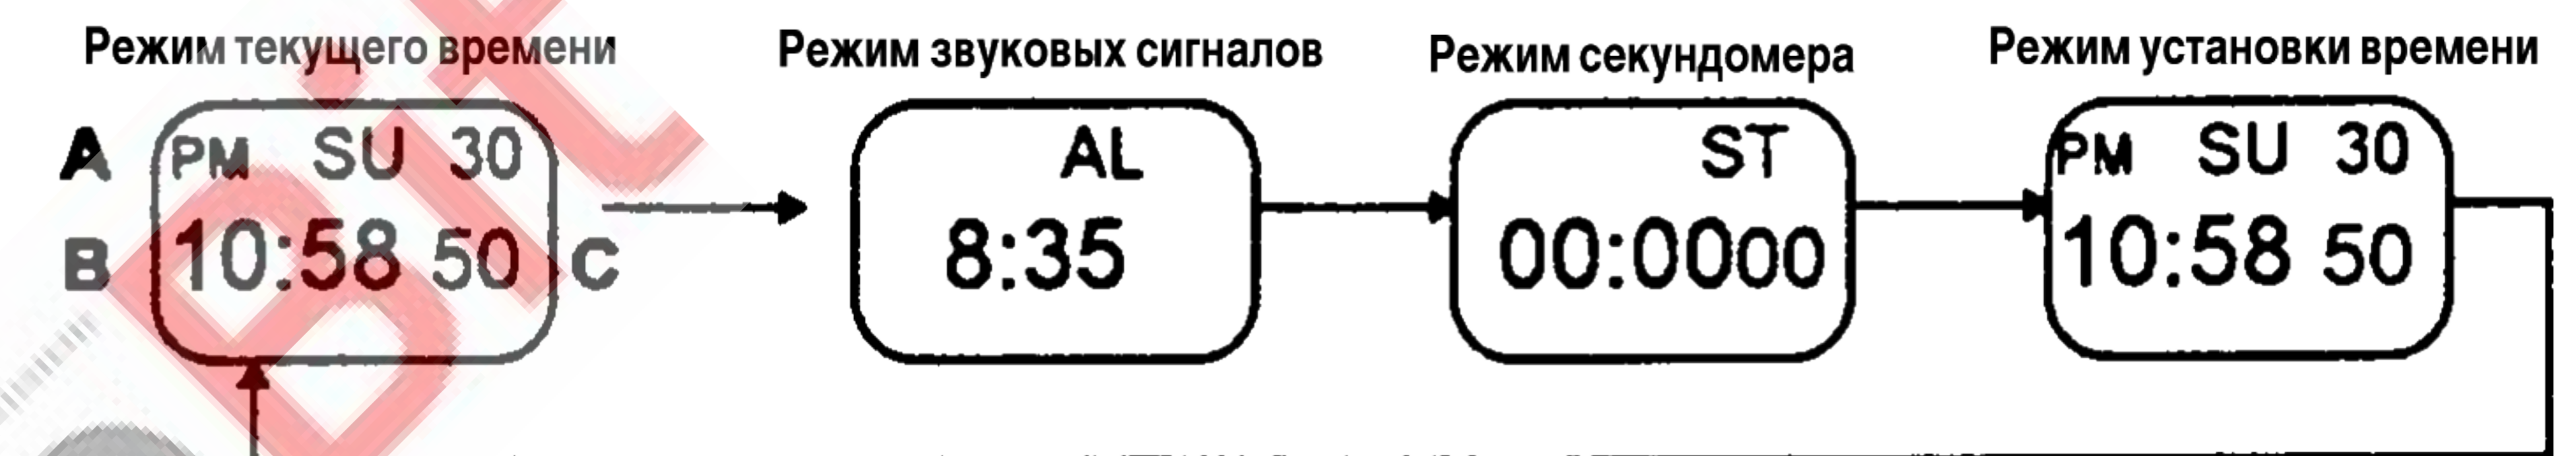 Режим текущего времени Режим звуковых сигналов Режим секундомера Режим установки времени
A PM SU 30 AL ST PM SU 30
B 10:58 50 C 8:35 00:0000 10:58 50